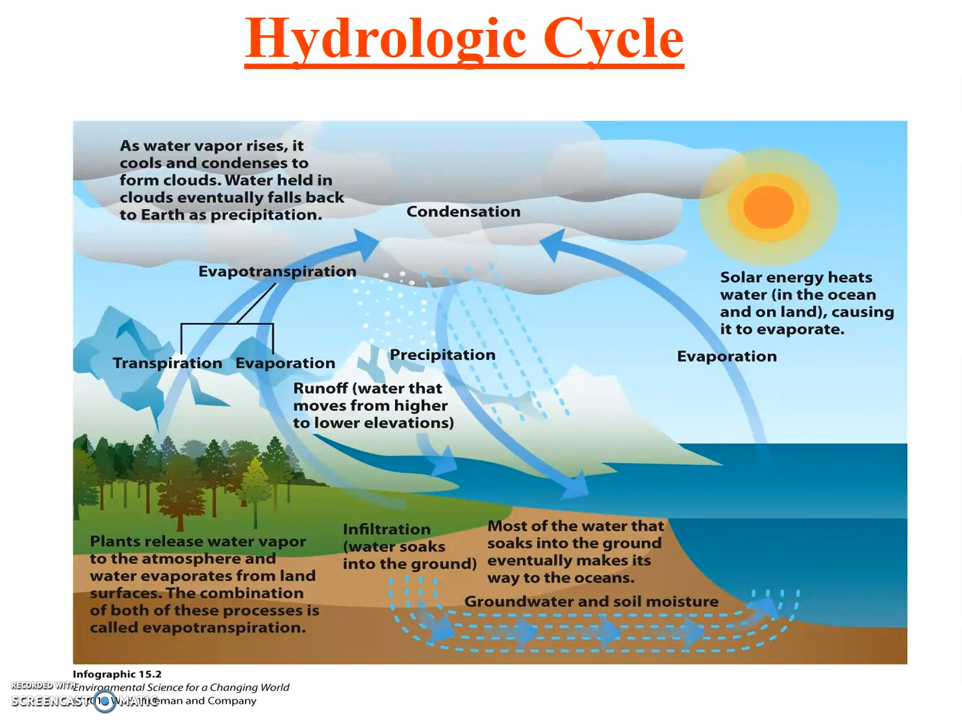 Hydrologic Cycle
As water vapor rises, it
cools and condenses to
form clouds. Water held in
clouds eventually falls back
to Earth as precipitation.
Condensation
Evapotranspiration
Solar energy heats
water (in the ocean
and on land), causing
it to evaporate.
Transpiration
Evaporation
Precipitation
Evaporation
Runoff (water that
moves from higher
to lower elevations)
Plants release water vapor
to the atmosphere and
water evaporates from land
surfaces. The combination
of both of these processes is
called evapotranspiration.
Infiltration
(water soaks
into the ground)
Most of the water that
soaks into the ground
eventually makes its
way to the oceans.
Groundwater and soil moisture
Infographic 15.2
Environmental Science for a Changing World
and Company
RECORDED WITH
SCREENCAST MATIC